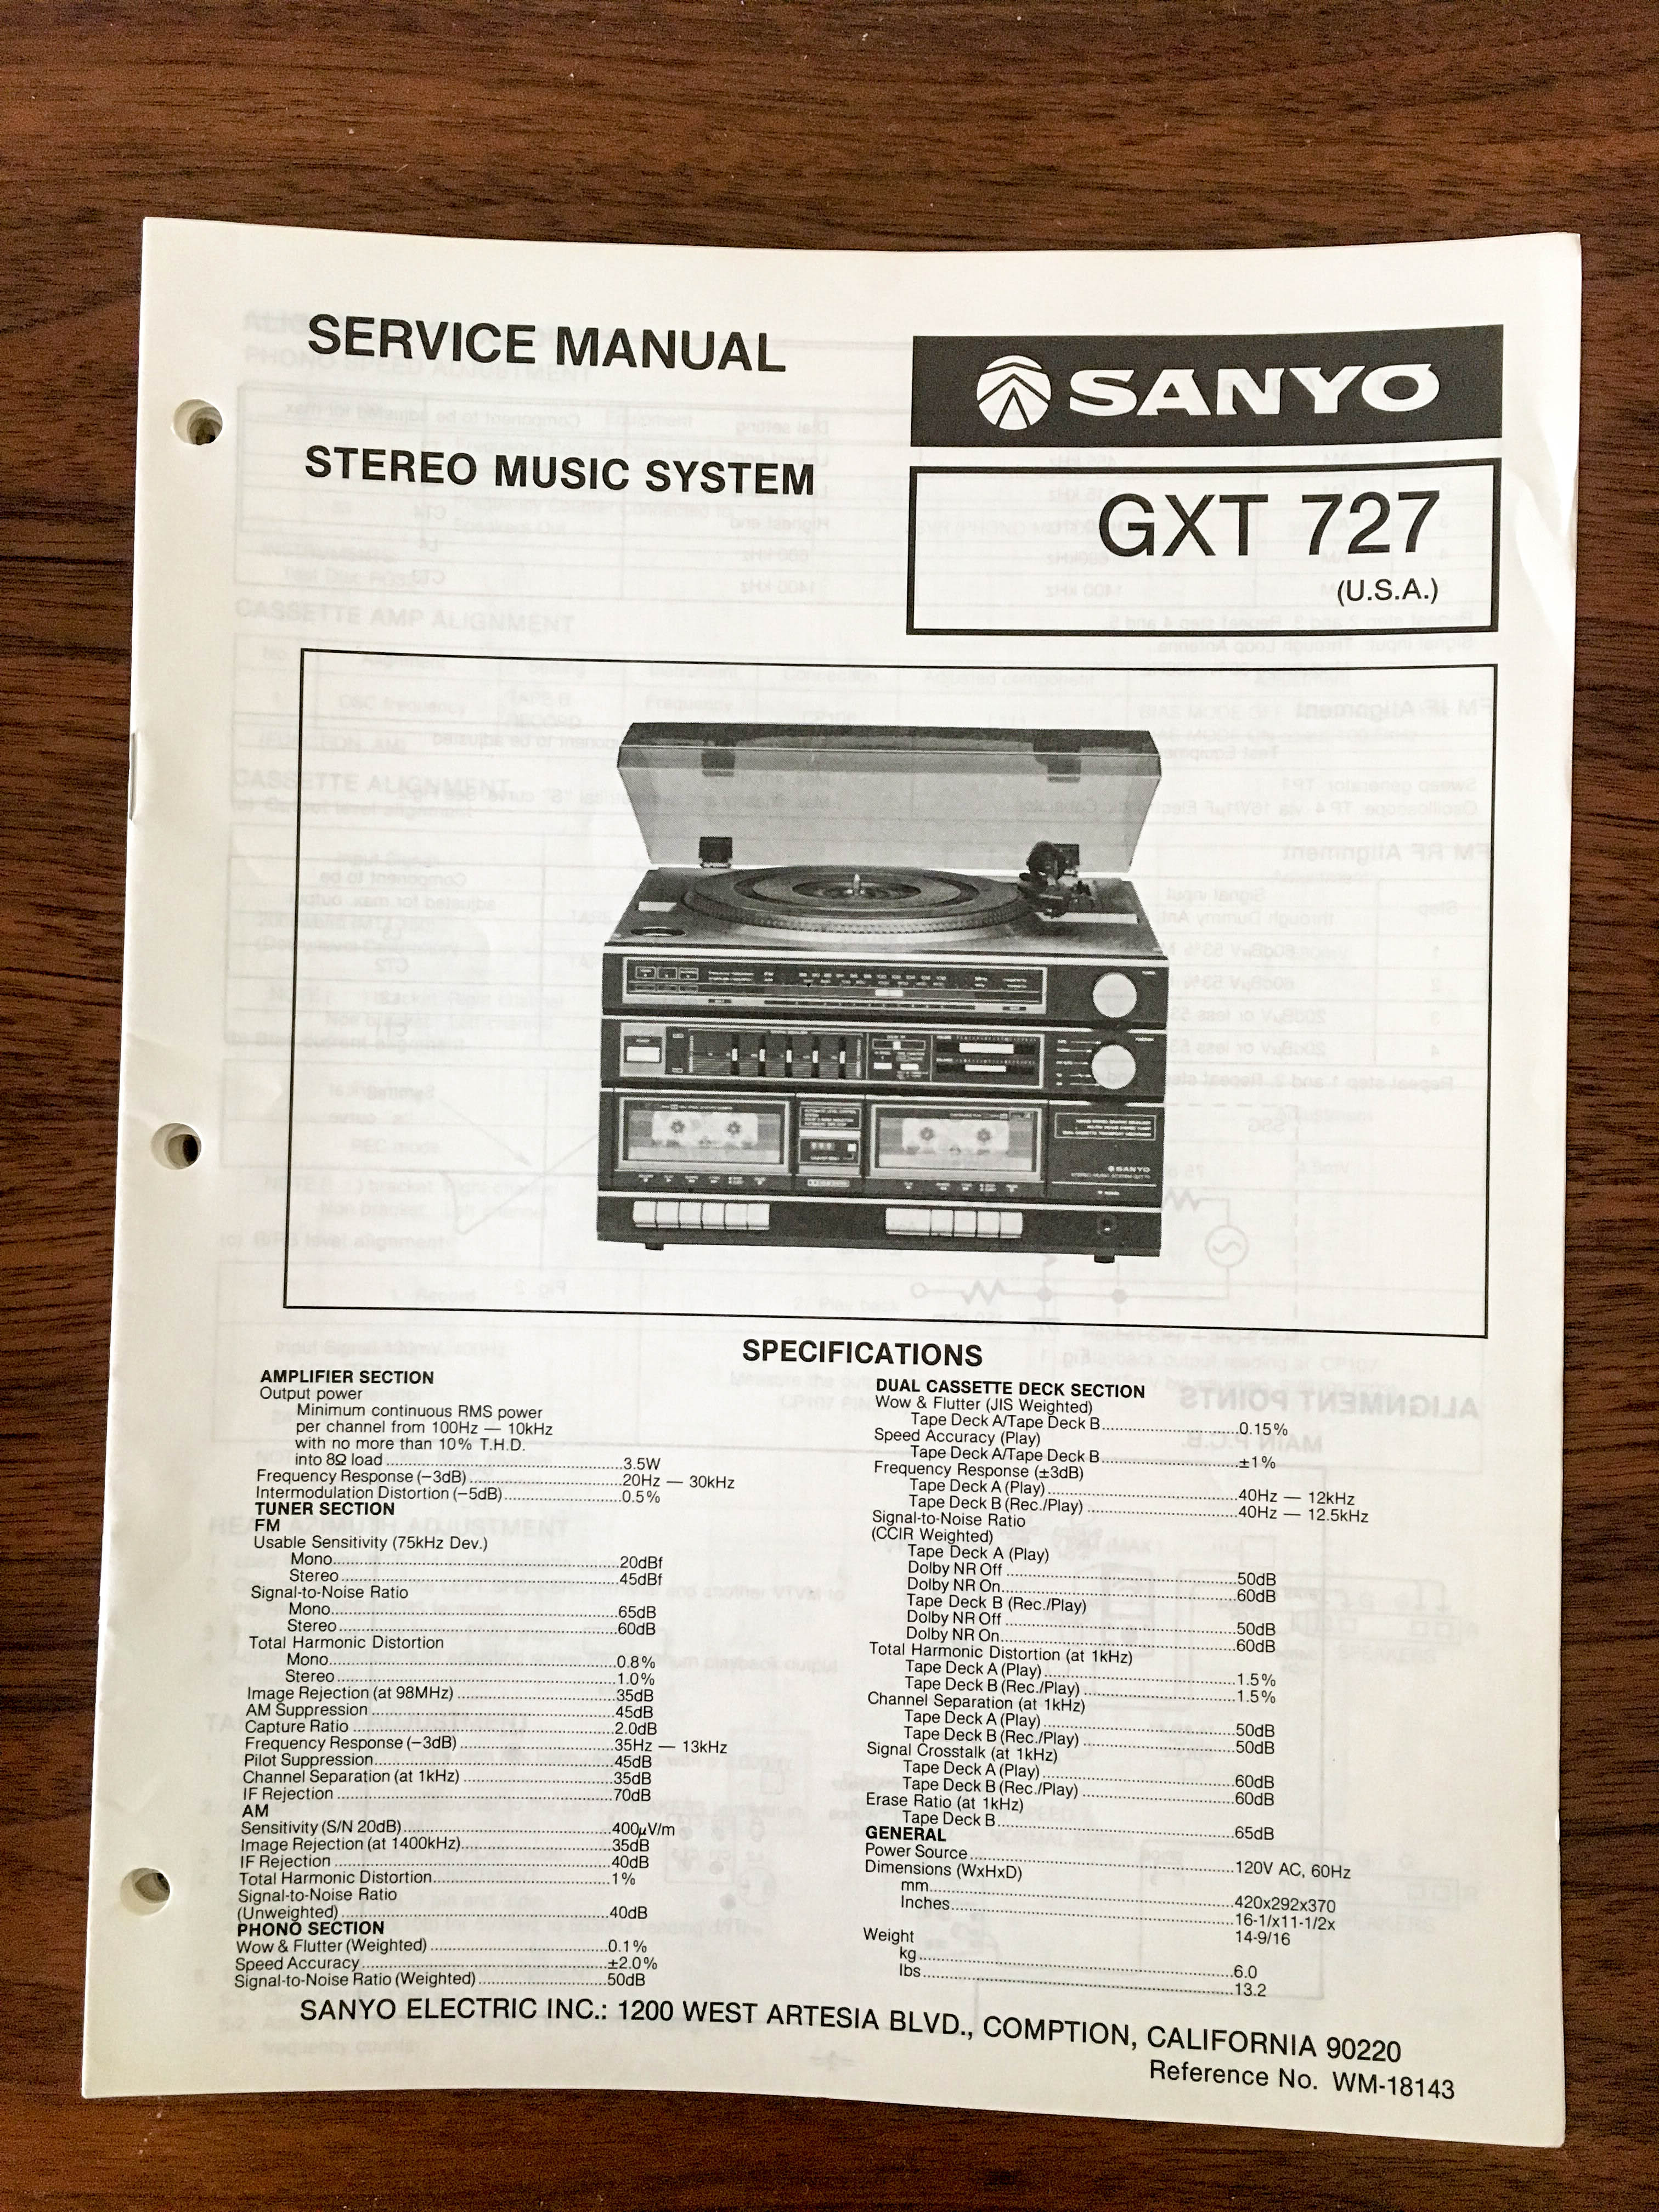 SERVICE MANUAL
SANYO
STEREO MUSIC SYSTEM
GXT 727
(U.S.A.)
SANYO
SPECIFICATIONS
AMPLIFIER SECTION
Output power
Minimum continuous RMS power
per channel from 100Hz — 10kHz
with no more than 10% T.H.D.
into 8Ω load 3.5W
Frequency Response (−3dB) 20Hz — 30kHz
Intermodulation Distortion (−5dB) 0.5%
TUNER SECTION
FM
Usable Sensitivity (75kHz Dev.)
Mono 20dBf
Stereo 45dBf
Signal-to-Noise Ratio
Mono 65dB
Stereo 60dB
Total Harmonic Distortion
Mono 0.8%
Stereo 1.0%
Image Rejection (at 98MHz) 35dB
AM Suppression 45dB
Capture Ratio 2.0dB
Frequency Response (−3dB) 35Hz — 13kHz
Pilot Suppression 45dB
Channel Separation (at 1kHz) 35dB
IF Rejection 70dB
AM
Sensitivity (S/N 20dB) 400μV/m
Image Rejection (at 1400kHz) 35dB
IF Rejection 40dB
Total Harmonic Distortion 1%
Signal-to-Noise Ratio
(Unweighted) 40dB
PHONO SECTION
Wow & Flutter (Weighted) 0.1%
Speed Accuracy ±2.0%
Signal-to-Noise Ratio (Weighted) 50dB
DUAL CASSETTE DECK SECTION
Wow & Flutter (JIS Weighted)
Tape Deck A/Tape Deck B 0.15%
Speed Accuracy (Play)
Tape Deck A/Tape Deck B ±1%
Frequency Response (±3dB)
Tape Deck A (Play) 40Hz — 12kHz
Tape Deck B (Rec./Play) 40Hz — 12.5kHz
Signal-to-Noise Ratio
(CCIR Weighted)
Tape Deck A (Play)
Dolby NR Off 50dB
Dolby NR On 60dB
Tape Deck B (Rec./Play)
Dolby NR Off 50dB
Dolby NR On 60dB
Total Harmonic Distortion (at 1kHz)
Tape Deck A (Play) 1.5%
Tape Deck B (Rec./Play) 1.5%
Channel Separation (at 1kHz)
Tape Deck A (Play) 50dB
Tape Deck B (Rec./Play) 50dB
Signal Crosstalk (at 1kHz)
Tape Deck A (Play) 60dB
Tape Deck B (Rec./Play) 60dB
Erase Ratio (at 1kHz)
Tape Deck B 65dB
GENERAL
Power Source 120V AC, 60Hz
Dimensions (WxHxD)
mm 420x292x370
Inches 16-1/x11-1/2x
14-9/16
Weight
kg 6.0
lbs 13.2
SANYO ELECTRIC INC.: 1200 WEST ARTESIA BLVD., COMPTION, CALIFORNIA 90220
Reference No. WM-18143